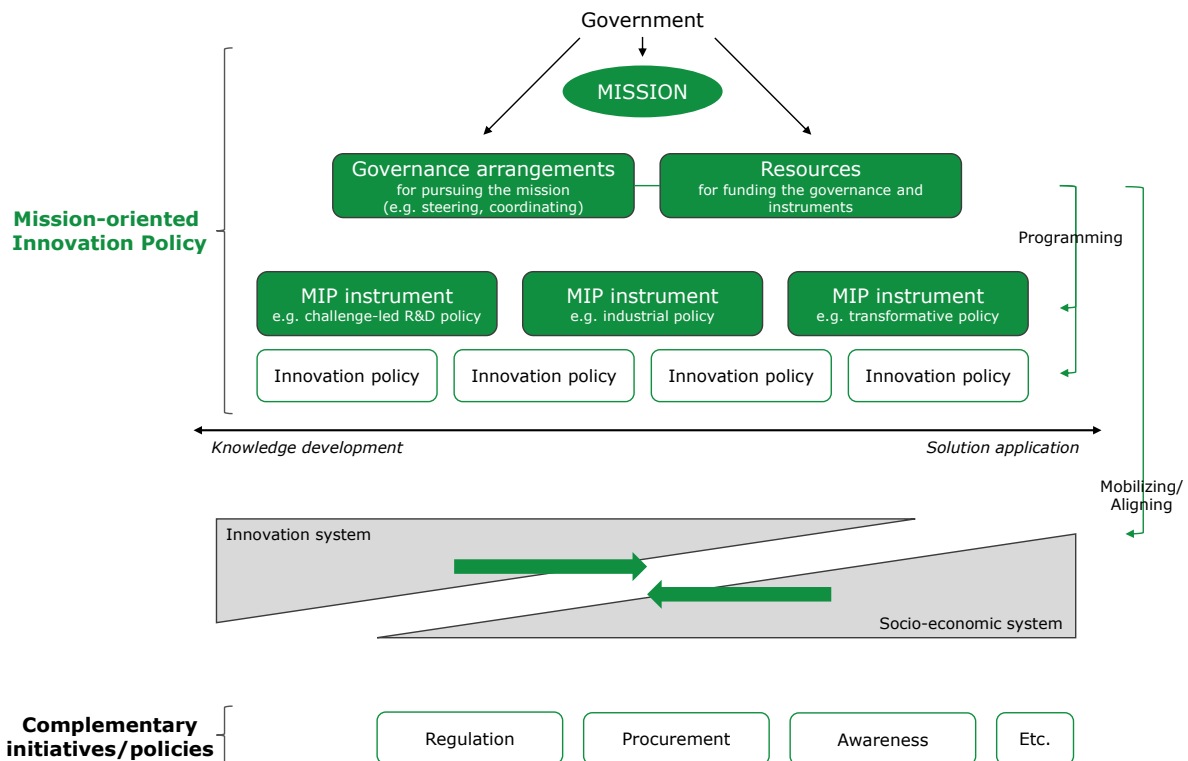 Government
MISSION
Governance arrangements
for pursuing the mission
(e.g. steering, coordinating)
Resources
for funding the governance and
instruments
Mission-oriented
Innovation Policy
Programming
MIP instrument
e.g. challenge-led R&D policy
MIP instrument
e.g. industrial policy
MIP instrument
e.g. transformative policy
Innovation policy
Innovation policy
Innovation policy
Innovation policy
Knowledge development
Solution application
Mobilizing/
Aligning
Innovation system
Socio-economic system
Complementary
initiatives/policies
Regulation
Procurement
Awareness
Etc.